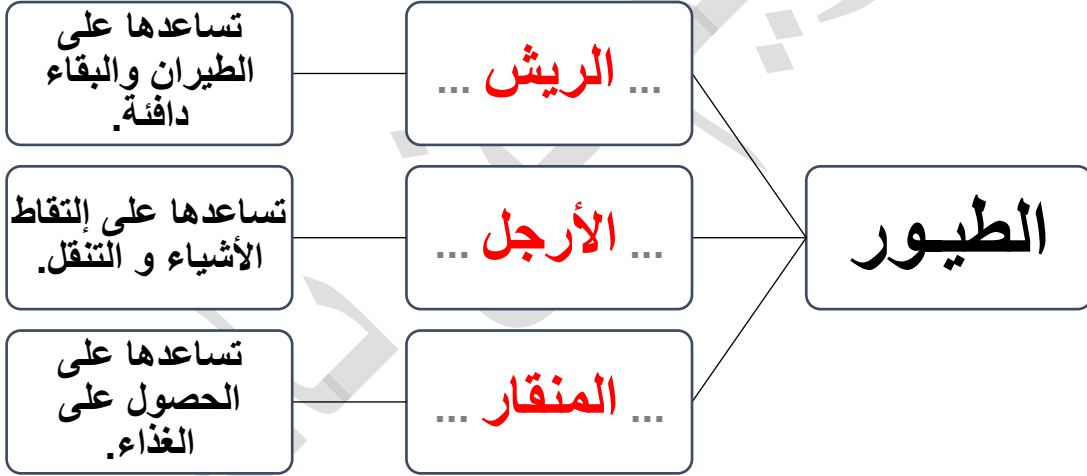 الطيـور
... الريش ...
تساعدها على
الطيران والبقاء
دافئة.
... الأرجل ...
تساعدها على إلتقاط
الأشياء و التنقل.
... المنقار ...
تساعدها على
الحصول على
الغذاء.